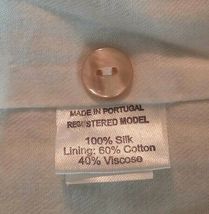 MADE IN PORTUGAL
REGISTERED MODEL
100% Silk
Lining: 60% Cotton
40% Viscose